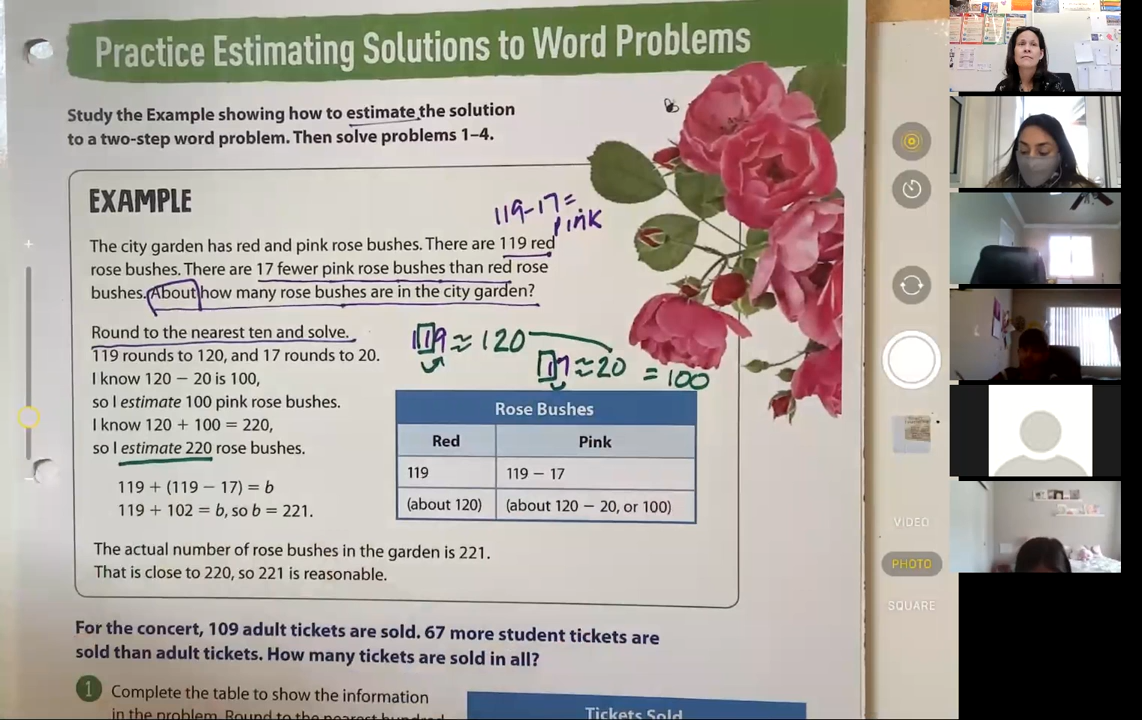 Practice Estimating Solutions to Word Problems
Study the Example showing how to estimate the solution
to a two-step word problem. Then solve problems 1–4.
EXAMPLE
119-17=
pink
The city garden has red and pink rose bushes. There are 119 red
rose bushes. There are 17 fewer pink rose bushes than red rose
bushes. About how many rose bushes are in the city garden?
Round to the nearest ten and solve.
119 rounds to 120, and 17 rounds to 20.
I know 120 − 20 is 100,
so I estimate 100 pink rose bushes.
I know 120 + 100 = 220,
so I estimate 220 rose bushes.
119 + (119 − 17) = b
119 + 102 = b, so b = 221.
119 ≈ 120
17 ≈ 20 = 100
Rose Bushes
Red Pink
119 119 − 17
(about 120) (about 120 − 20, or 100)
The actual number of rose bushes in the garden is 221.
That is close to 220, so 221 is reasonable.
For the concert, 109 adult tickets are sold. 67 more student tickets are
sold than adult tickets. How many tickets are sold in all?
1 Complete the table to show the information
in the problem. Round to the nearest hundred
Tickets Sold
VIDEO
PHOTO
SQUARE